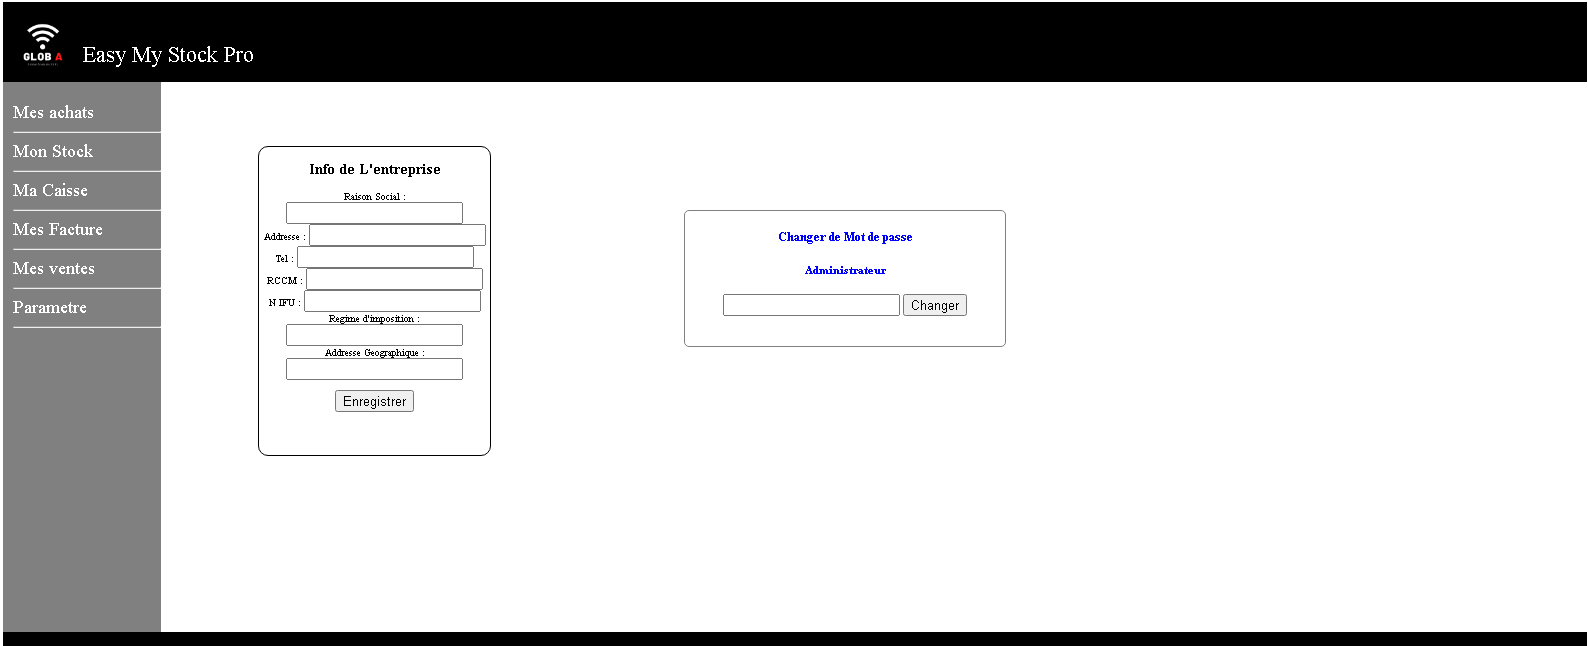 GLOB A
Easy My Stock Pro
Mes achats
Mon Stock
Ma Caisse
Mes Facture
Mes ventes
Parametre
Info de L'entreprise
Raison Social :
Addresse :
Tel :
RCCM :
N IFU :
Regime d'imposition :
Addresse Geographique :
Enregistrer
Changer de Mot de passe
Administrateur
Changer